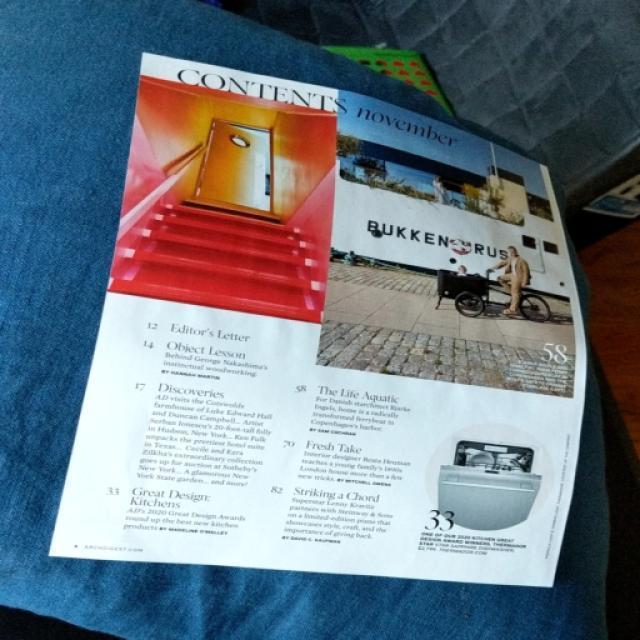 CONTENTS november
BUKKEN BRUSE
58
12 Editor's Letter
14 Object Lesson
Behind George Nakashima's
instinctual woodworking.
BY HANNAH MARTIN
17 Discoveries
AD visits the Cotswolds
farmhouse of Luke Edward Hall
and Duncan Campbell... Artist
Serban Ionescu's 20-foot-tall folly
in Hudson, New York... Ken Fulk
unpacks the prettiest hotel suite
in Texas... Cecile and Ezra
Zilkha's extraordinary collection
goes up for auction at Sotheby's
New York... A glamorous New
York State garden... and more!
33 Great Design:
Kitchens
AD's 2020 Great Design Awards
round up the best new kitchen
products. BY MADELINE O'MALLEY
58 The Life Aquatic
For Danish starchitect Bjarke
Ingels, home is a radically
transformed ferryboat in
Copenhagen's harbor.
BY SAM COCHRAN
70 Fresh Take
Interior designer Beata Heuman
teaches a young family's 1890s
London house more than a few
new tricks. BY MITCHELL OWENS
82 Striking a Chord
Superstar Lenny Kravitz
partners with Steinway & Sons
on a limited-edition piano that
showcases style, craft, and the
importance of giving back.
BY DAVID C. KAUFMAN
33
ONE OF OUR 2020 KITCHEN GREAT
DESIGN AWARD WINNERS, THERMADOR
STAR SAPPHIRE DISHWASHER;
$2,799. THERMADOR.COM
ARCHDIGEST.COM